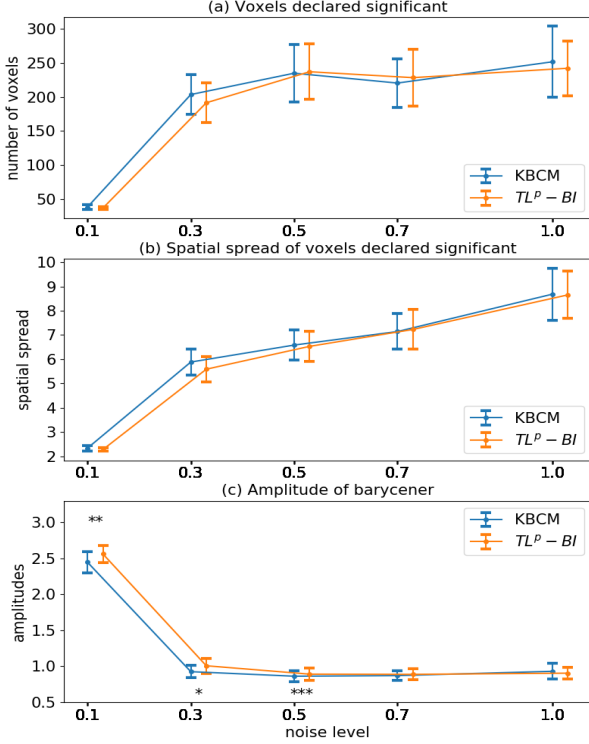 (a) Voxels declared significant
number of voxels
300
250
200
150
100
50
KBCM
TL^p − BI
0.1 0.3 0.5 0.7 1.0
(b) Spatial spread of voxels declared significant
spatial spread
10
9
8
7
6
5
4
3
2
KBCM
TL^p − BI
0.1 0.3 0.5 0.7 1.0
(c) Amplitude of barycener
amplitudes
3.0
2.5
2.0
1.5
1.0
0.5
**
KBCM
TL^p − BI
* ***
0.1 0.3 0.5 0.7 1.0
noise level